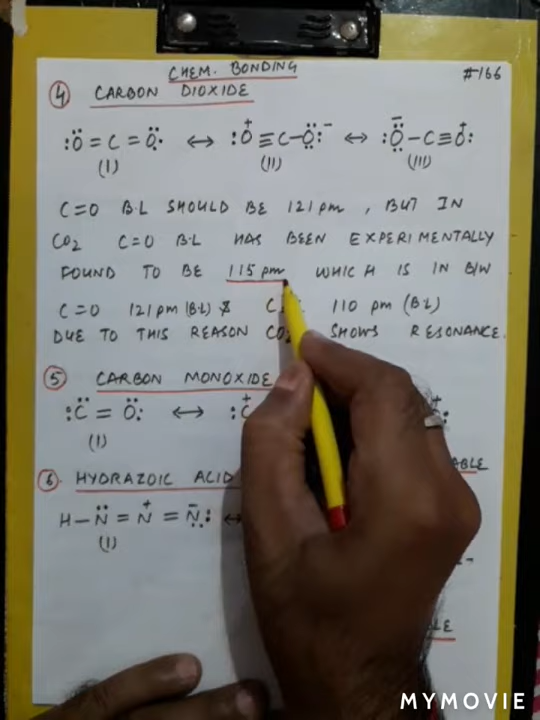 CHEM. BONDING
#166
④ CARBON DIOXIDE
:Ö = C = Ö: ↔ :O⁺ ≡ C – Ö:⁻ ↔ :Ö⁻ – C ≡ O⁺:
(I) (II) (III)
C=O B.L SHOULD BE 121 pm , BUT IN
CO2 C=O B.L HAS BEEN EXPERIMENTALLY
FOUND TO BE 115 pm WHICH IS IN B/W
C=O 121 pm (B.L) & C 110 pm (B.L)
DUE TO THIS REASON CO2 SHOWS RESONANCE.
⑤ CARBON MONOXIDE
:C̈ = Ö: ↔ :C⁺
(I)
⑥ HYDRAZOIC ACID
H – N̈ = N⁺ = N̈⁻: ↔
(I)
MYMOVIE